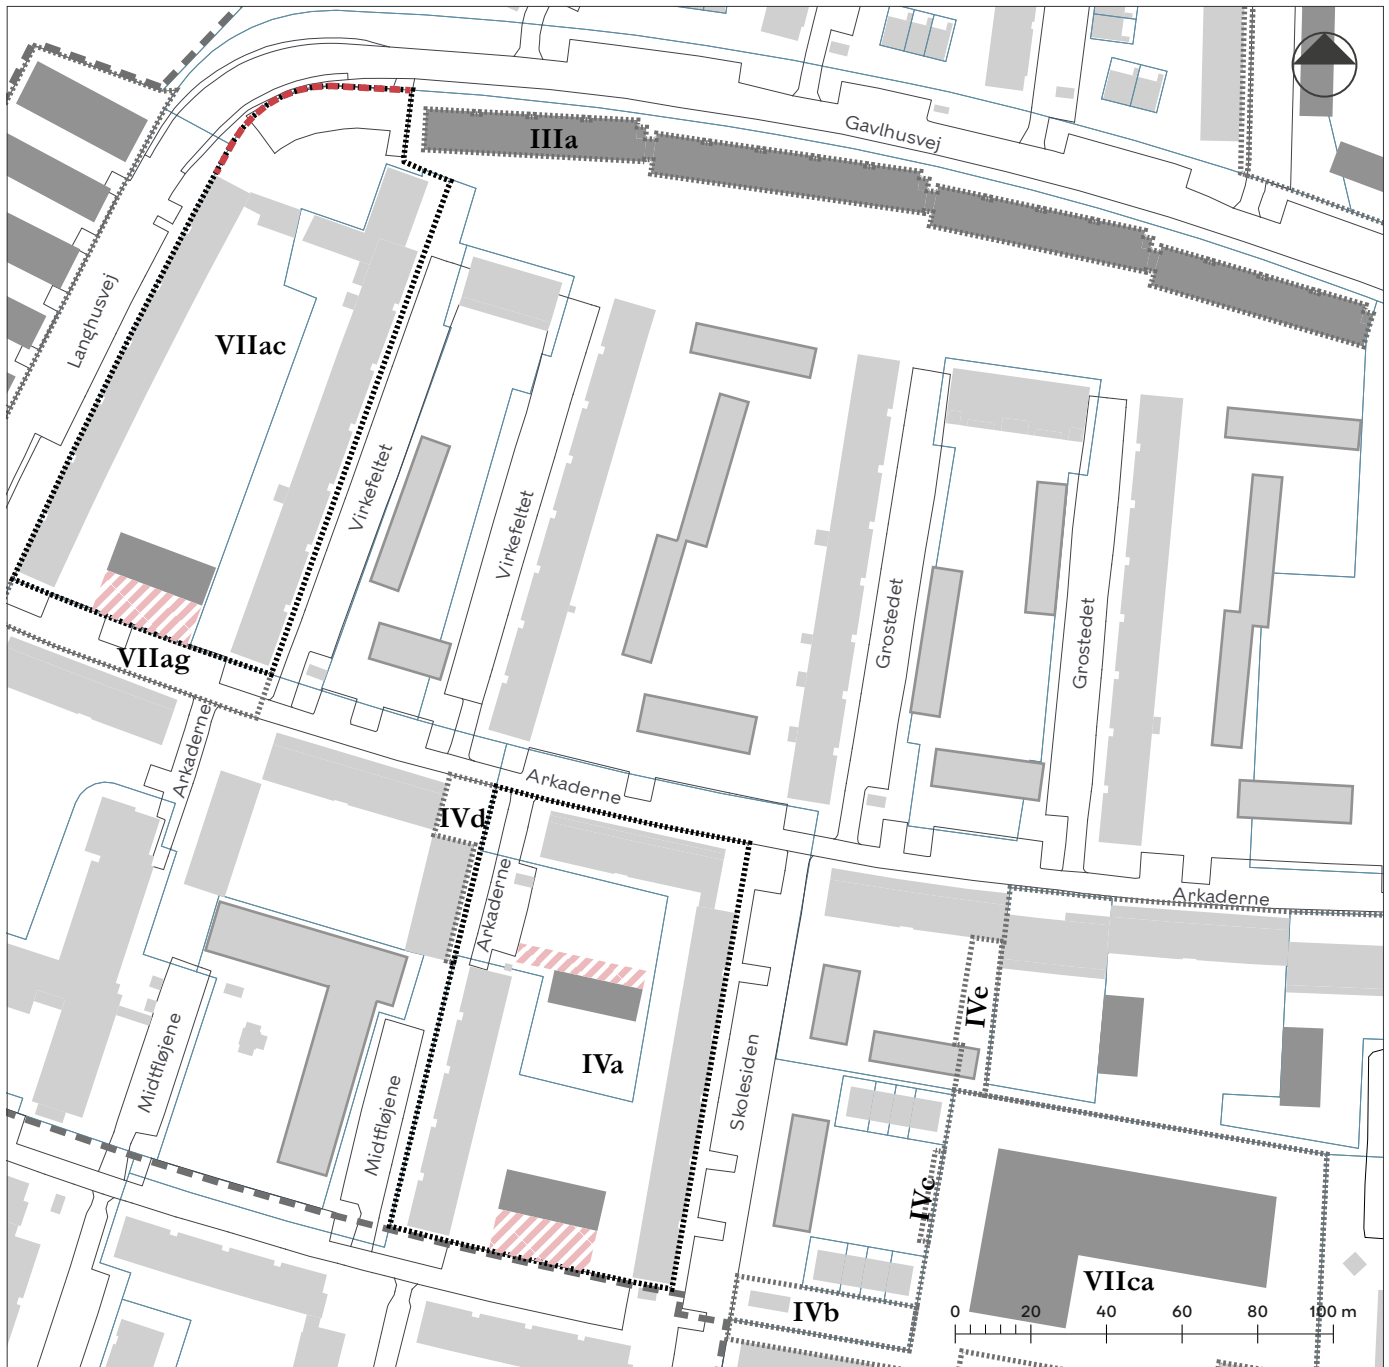 Gavlhusvej
IIIa
Langhusvej
VIIac
Virkefeltet
Virkefeltet
Grostedet
Grostedet
VIIag
Arkaderne
Arkaderne
IVd
Arkaderne
Arkaderne
IVe
Midtfløjene
IVa
Skolesiden
Midtfløjene
IVc
VIIca
IVb
0 20 40 60 80 100 m